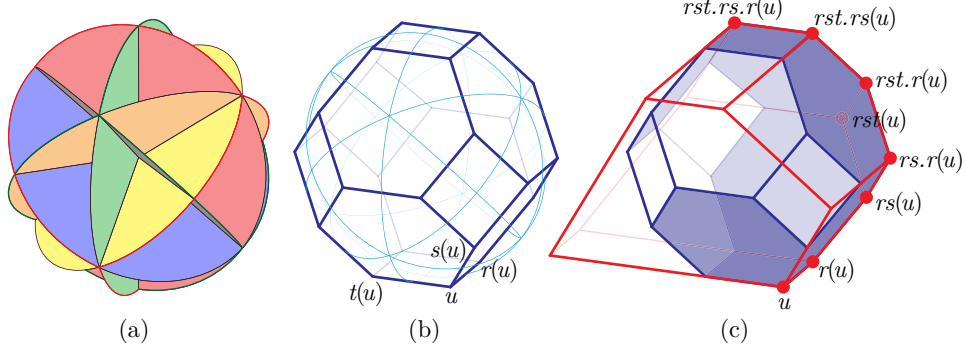 rst.rs.r(u)
rst.rs(u)
rst.r(u)
rst(u)
rs.r(u)
rs(u)
s(u)
r(u)
r(u)
t(u)
u
u
(a)
(b)
(c)